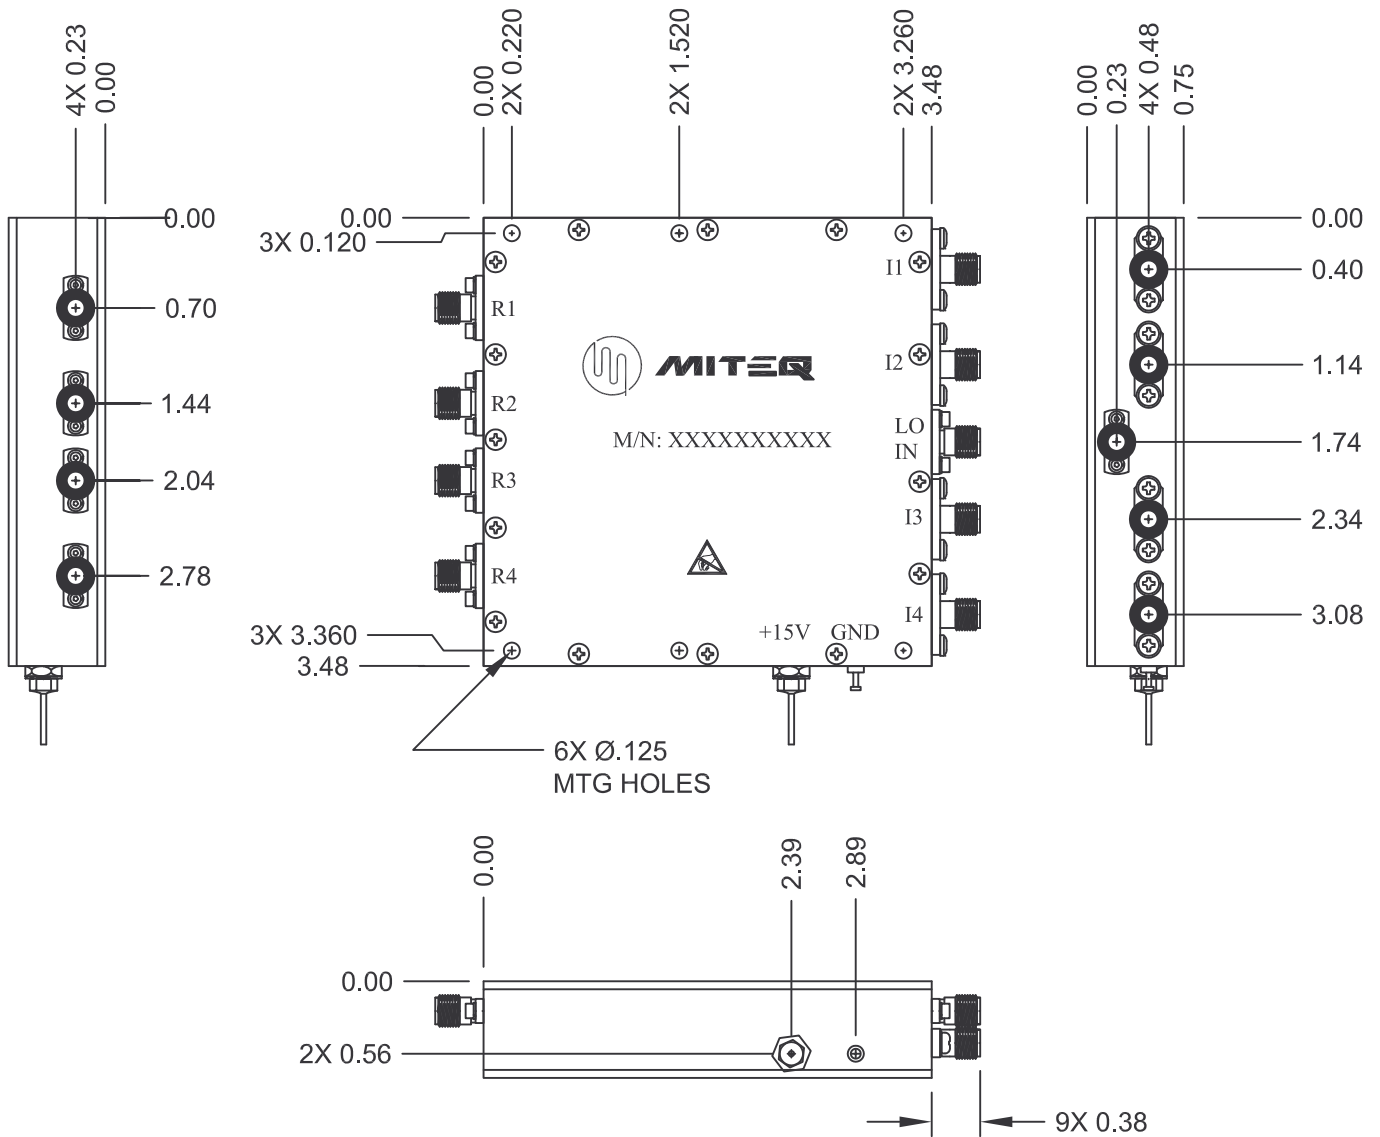 4X 0.23
0.00
0.00
2X 0.220
2X 1.520
2X 3.260
3.48
0.00
0.23
4X 0.48
0.75
0.00
0.70
1.44
2.04
2.78
0.00
3X 0.120
R1
R2
R3
R4
MITEQ
M/N: XXXXXXXXXX
I1
I2
LO
IN
I3
I4
+15V GND
3X 3.360
3.48
6X Ø.125
MTG HOLES
0.00
0.40
1.14
1.74
2.34
3.08
0.00
2.39
2.89
0.00
2X 0.56
9X 0.38